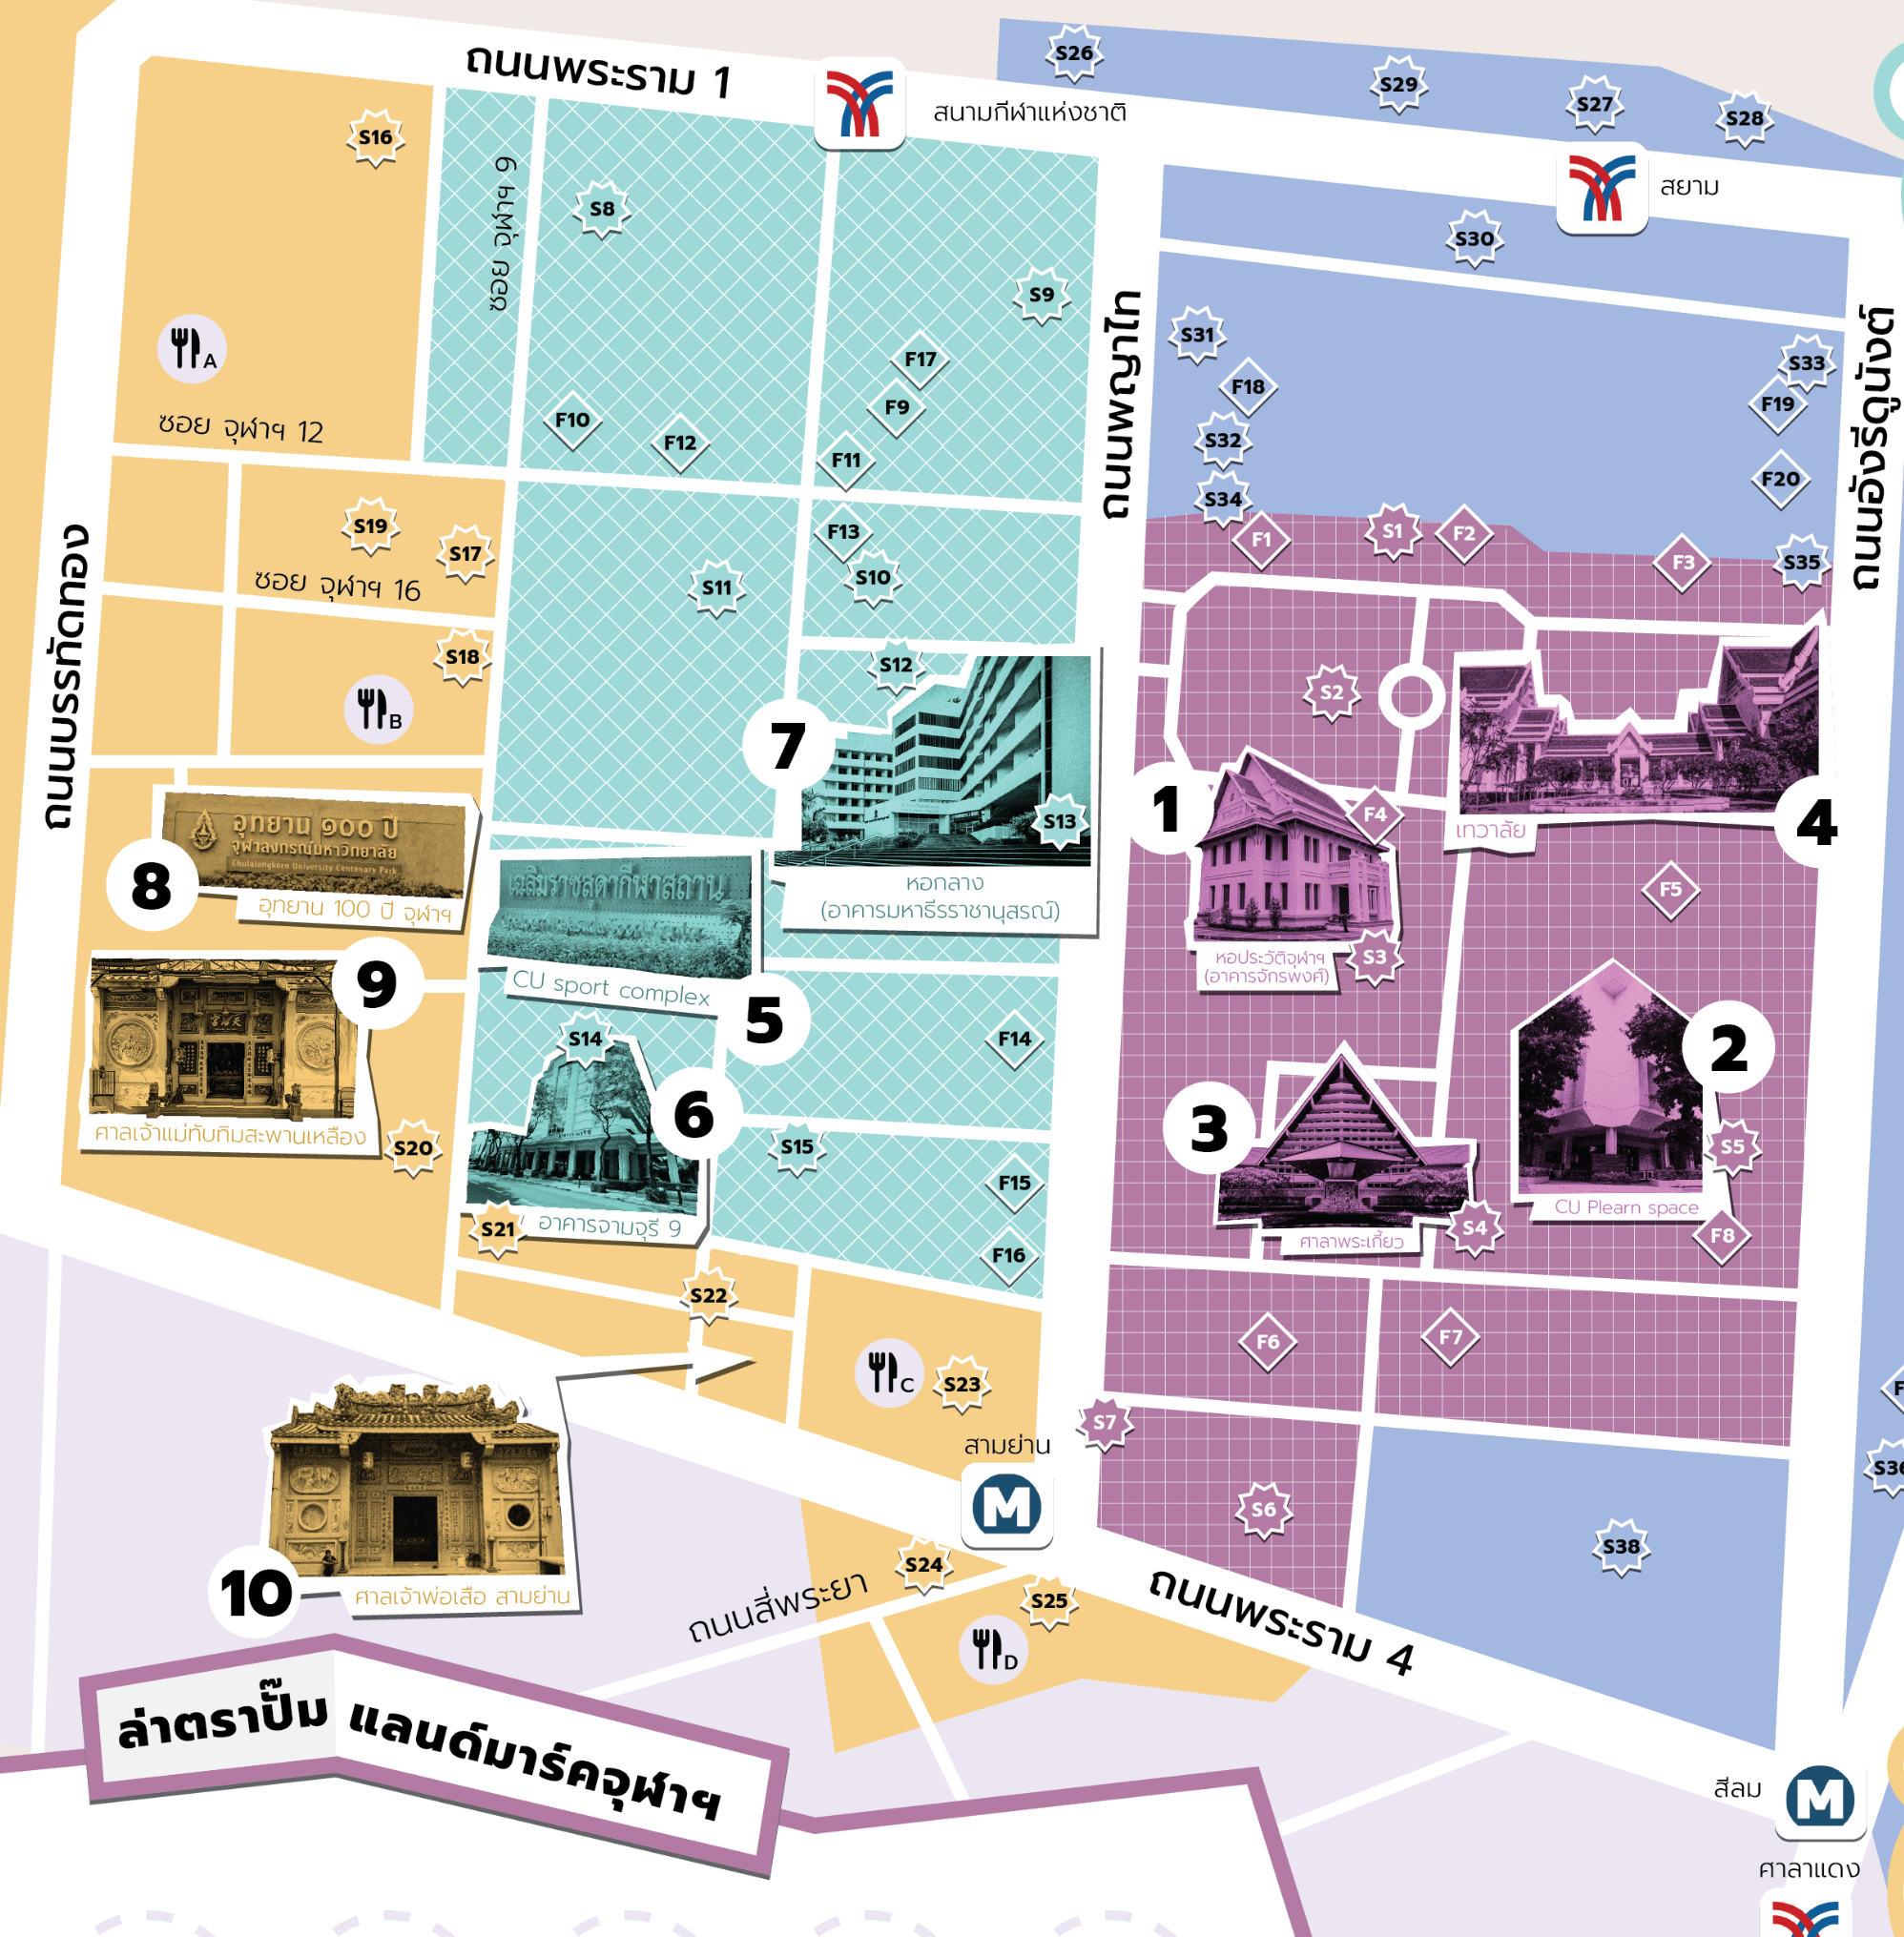 ถนนพระราม 1
สนามกีฬาแห่งชาติ
สยาม
S26
S29
S27
S28
S16
ซอย จุฬาฯ 9
S8
S9
S30
ถนนพญาไท
ถนนอังรีดูนังต์
A
ซอย จุฬาฯ 12
F10
F12
F17
F9
F11
S31
F18
S32
S34
S33
F19
F20
S35
ถนนบรรทัดทอง
S19
S17
ซอย จุฬาฯ 16
S18
B
S11
F13
S10
S12
7
S13
หอกลาง
(อาคารมหาธีรราชานุสรณ์)
F1
S1
F2
F3
S2
1
F4
หอประวัติจุฬาฯ
(อาคารจักรพงศ์)
S3
เทวาลัย
4
F5
8
อุทยาน ๑๐๐ ปี
จุฬาลงกรณ์มหาวิทยาลัย
Chulalongkorn University Centenary Park
อุทยาน 100 ปี จุฬาฯ
9
ศาลเจ้าแม่ทับทิมสะพานเหลือง
S20
เฉลิมราชสุดากีฬาสถาน
CU sport complex
5
S14
6
อาคารจามจุรี 9
S21
S22
F14
S15
F15
F16
3
ศาลาพระเกี้ยว
S4
2
CU Plearn space
S5
F8
F6
F7
C
S23
สามย่าน
M
S7
S6
S38
S24
S25
D
ถนนสี่พระยา
ถนนพระราม 4
10
ศาลเจ้าพ่อเสือ สามย่าน
ล่าตราปั๊ม แลนด์มาร์คจุฬาฯ
สีลม
M
ศาลาแดง